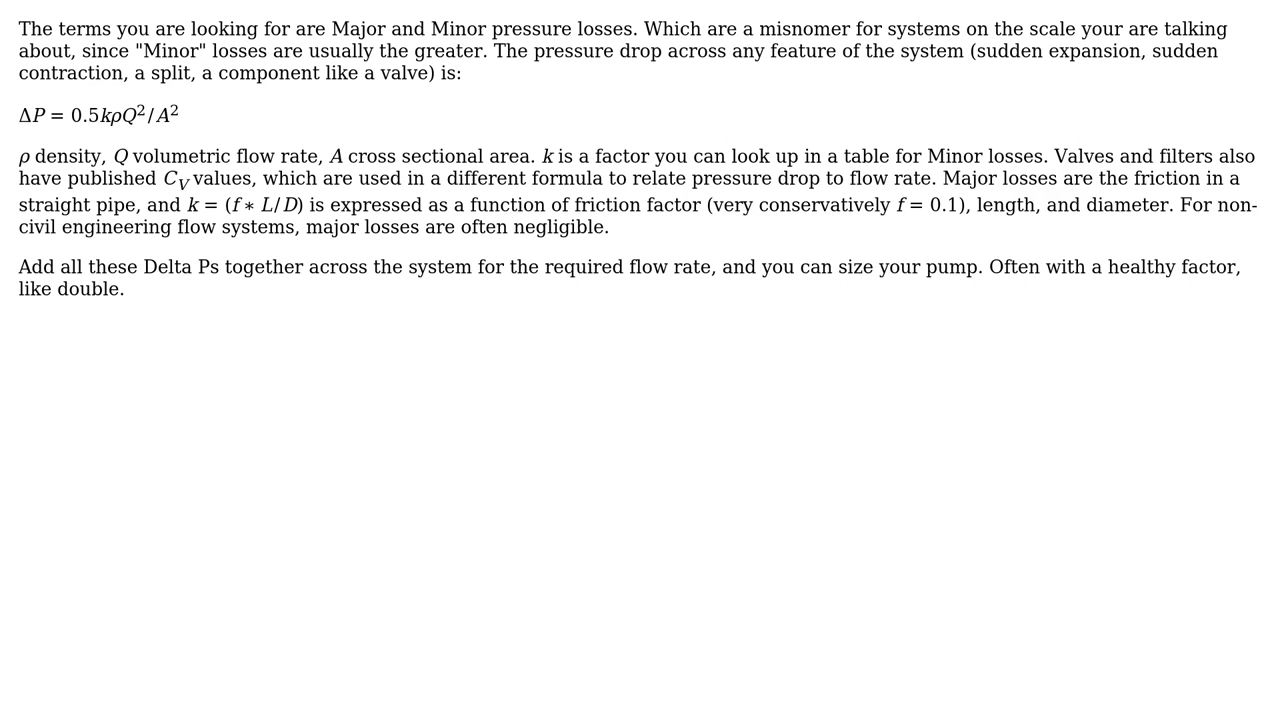 The terms you are looking for are Major and Minor pressure losses. Which are a misnomer for systems on the scale your are talking
about, since "Minor" losses are usually the greater. The pressure drop across any feature of the system (sudden expansion, sudden
contraction, a split, a component like a valve) is:
ΔP = 0.5kρQ²/A²
ρ density, Q volumetric flow rate, A cross sectional area. k is a factor you can look up in a table for Minor losses. Valves and filters also
have published C_V values, which are used in a different formula to relate pressure drop to flow rate. Major losses are the friction in a
straight pipe, and k = (f * L/D) is expressed as a function of friction factor (very conservatively f = 0.1), length, and diameter. For non-
civil engineering flow systems, major losses are often negligible.
Add all these Delta Ps together across the system for the required flow rate, and you can size your pump. Often with a healthy factor,
like double.